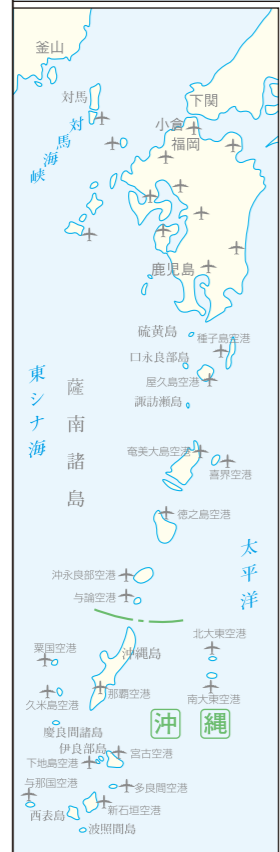 釜山
対馬
対馬海峡
下関
小倉
福岡
鹿児島
硫黄島
種子島空港
口永良部島
屋久島空港
諏訪瀬島
東シナ海
薩南諸島
奄美大島空港
喜界空港
徳之島空港
太平洋
沖永良部空港
与論空港
北大東空港
粟国空港
沖縄島
那覇空港
久米島空港
南大東空港
慶良間諸島
沖縄
伊良部島
宮古空港
下地島空港
与那国空港
多良間空港
新石垣空港
西表島
波照間島